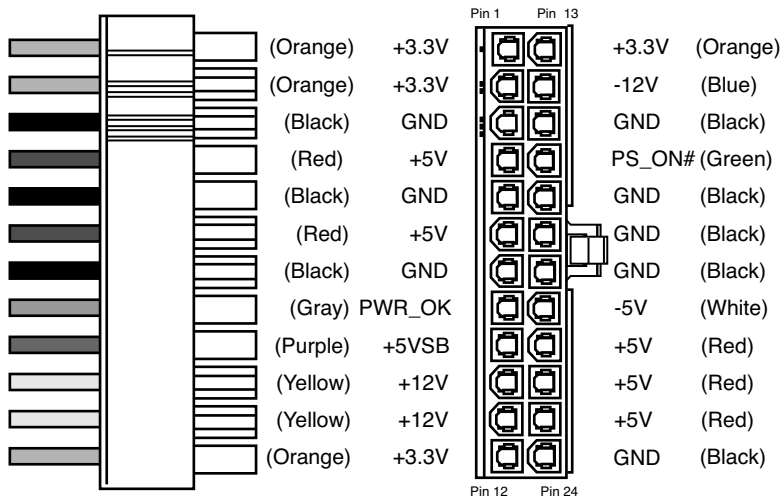 Pin 1 Pin 13
(Orange) +3.3V +3.3V (Orange)
(Orange) +3.3V -12V (Blue)
(Black) GND GND (Black)
(Red) +5V PS_ON# (Green)
(Black) GND GND (Black)
(Red) +5V GND (Black)
(Black) GND GND (Black)
(Gray) PWR_OK -5V (White)
(Purple) +5VSB +5V (Red)
(Yellow) +12V +5V (Red)
(Yellow) +12V +5V (Red)
(Orange) +3.3V GND (Black)
Pin 12 Pin 24